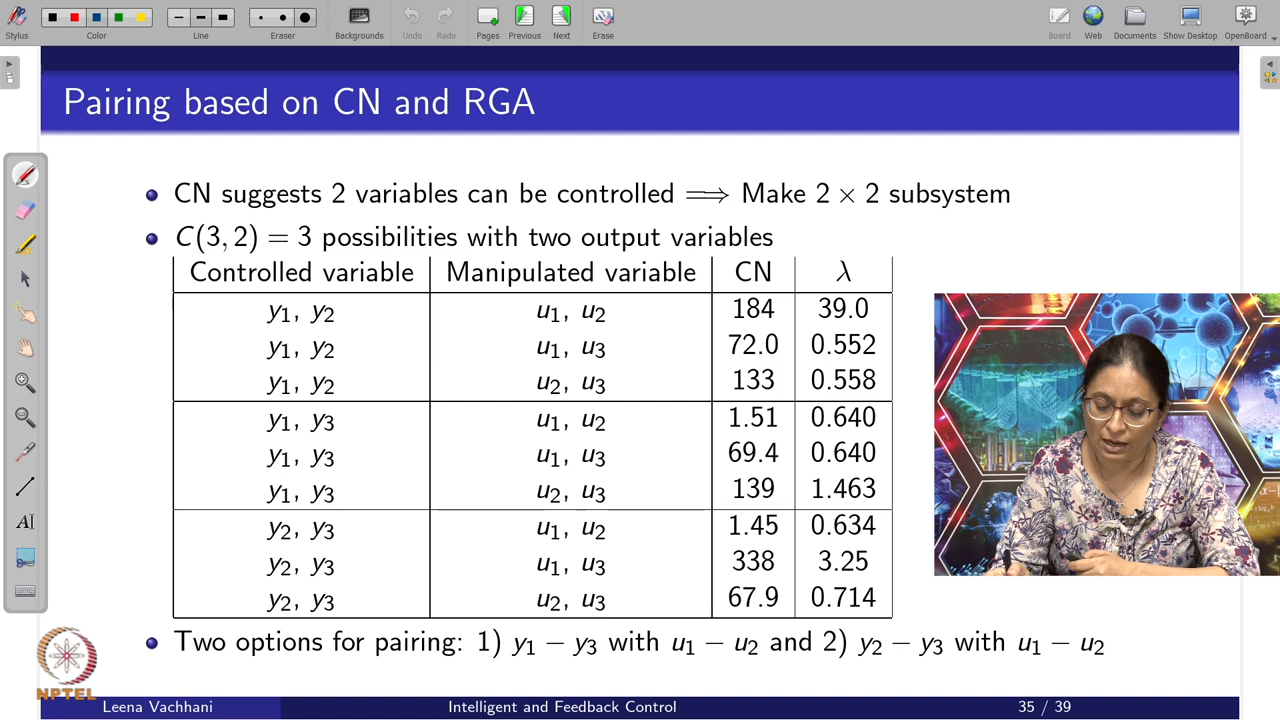 Stylus Color Line Eraser Backgrounds Undo Redo Pages Previous Next Erase Board Web Documents Show Desktop OpenBoard
Pairing based on CN and RGA
CN suggests 2 variables can be controlled ⟹ Make 2 × 2 subsystem
C(3, 2) = 3 possibilities with two output variables
Controlled variable Manipulated variable CN λ
y₁, y₂ u₁, u₂ 184 39.0
y₁, y₂ u₁, u₃ 72.0 0.552
y₁, y₂ u₂, u₃ 133 0.558
y₁, y₃ u₁, u₂ 1.51 0.640
y₁, y₃ u₁, u₃ 69.4 0.640
y₁, y₃ u₂, u₃ 139 1.463
y₂, y₃ u₁, u₂ 1.45 0.634
y₂, y₃ u₁, u₃ 338 3.25
y₂, y₃ u₂, u₃ 67.9 0.714
Two options for pairing: 1) y₁ − y₃ with u₁ − u₂ and 2) y₂ − y₃ with u₁ − u₂
NPTEL
Leena Vachhani Intelligent and Feedback Control 35 / 39